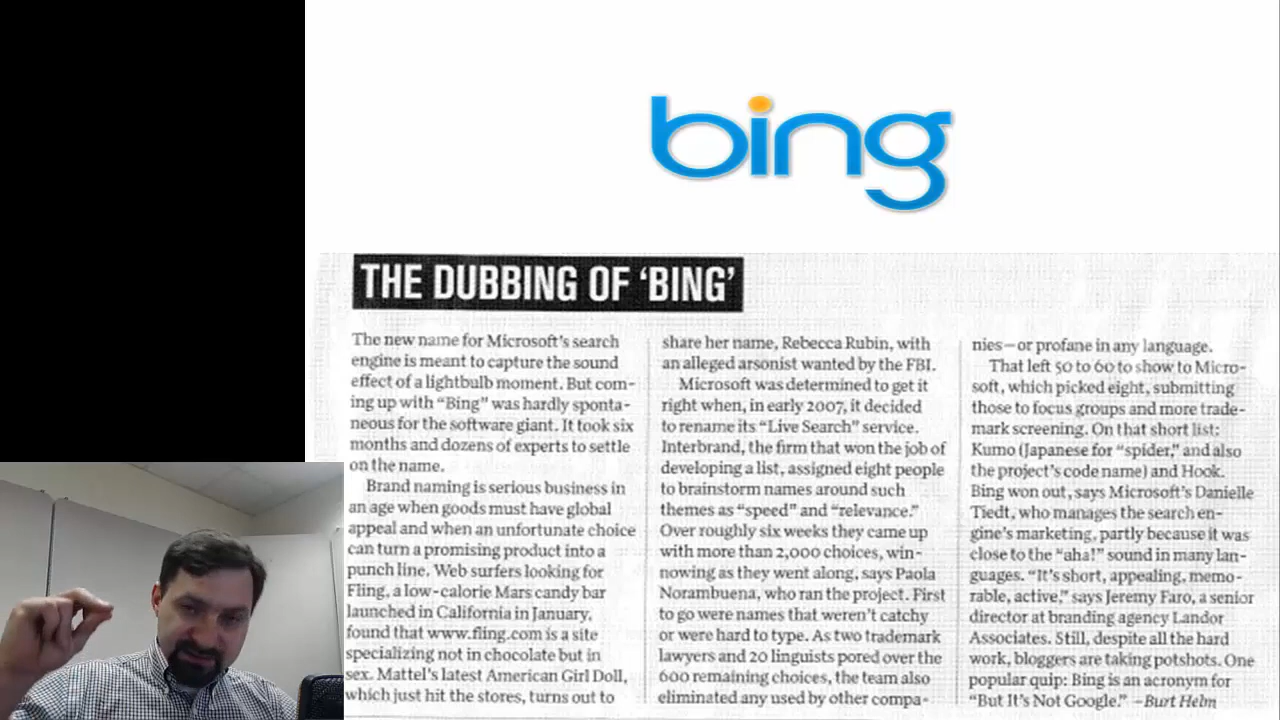 bing
THE DUBBING OF ‘BING’
The new name for Microsoft’s search
engine is meant to capture the sound
effect of a lightbulb moment. But com-
ing up with “Bing” was hardly sponta-
neous for the software giant. It took six
months and dozens of experts to settle
on the name.
Brand naming is serious business in
an age when goods must have global
appeal and when an unfortunate choice
can turn a promising product into a
punch line. Web surfers looking for
Fling, a low-calorie Mars candy bar
launched in California in January,
found that www.fling.com is a site
specializing not in chocolate but in
sex. Mattel’s latest American Girl Doll,
which just hit the stores, turns out to
share her name, Rebecca Rubin, with
an alleged arsonist wanted by the FBI.
Microsoft was determined to get it
right when, in early 2007, it decided
to rename its “Live Search” service.
Interbrand, the firm that won the job of
developing a list, assigned eight people
to brainstorm names around such
themes as “speed” and “relevance.”
Over roughly six weeks they came up
with more than 2,000 choices, win-
nowing as they went along, says Paola
Norambuena, who ran the project. First
to go were names that weren’t catchy
or were hard to type. As two trademark
lawyers and 20 linguists pored over the
600 remaining choices, the team also
eliminated any used by other compa-
nies—or profane in any language.
That left 50 to 60 to show to Micro-
soft, which picked eight, submitting
those to focus groups and more trade-
mark screening. On that short list:
Kumo (Japanese for “spider,” and also
the project’s code name) and Hook.
Bing won out, says Microsoft’s Danielle
Tiedt, who manages the search en-
gine’s marketing, partly because it was
close to the “aha!” sound in many lan-
guages. “It’s short, appealing, memo-
rable, active,” says Jeremy Faro, a senior
director at branding agency Landor
Associates. Still, despite all the hard
work, bloggers are taking potshots. One
popular quip: Bing is an acronym for
“But It’s Not Google.” —Burt Helm